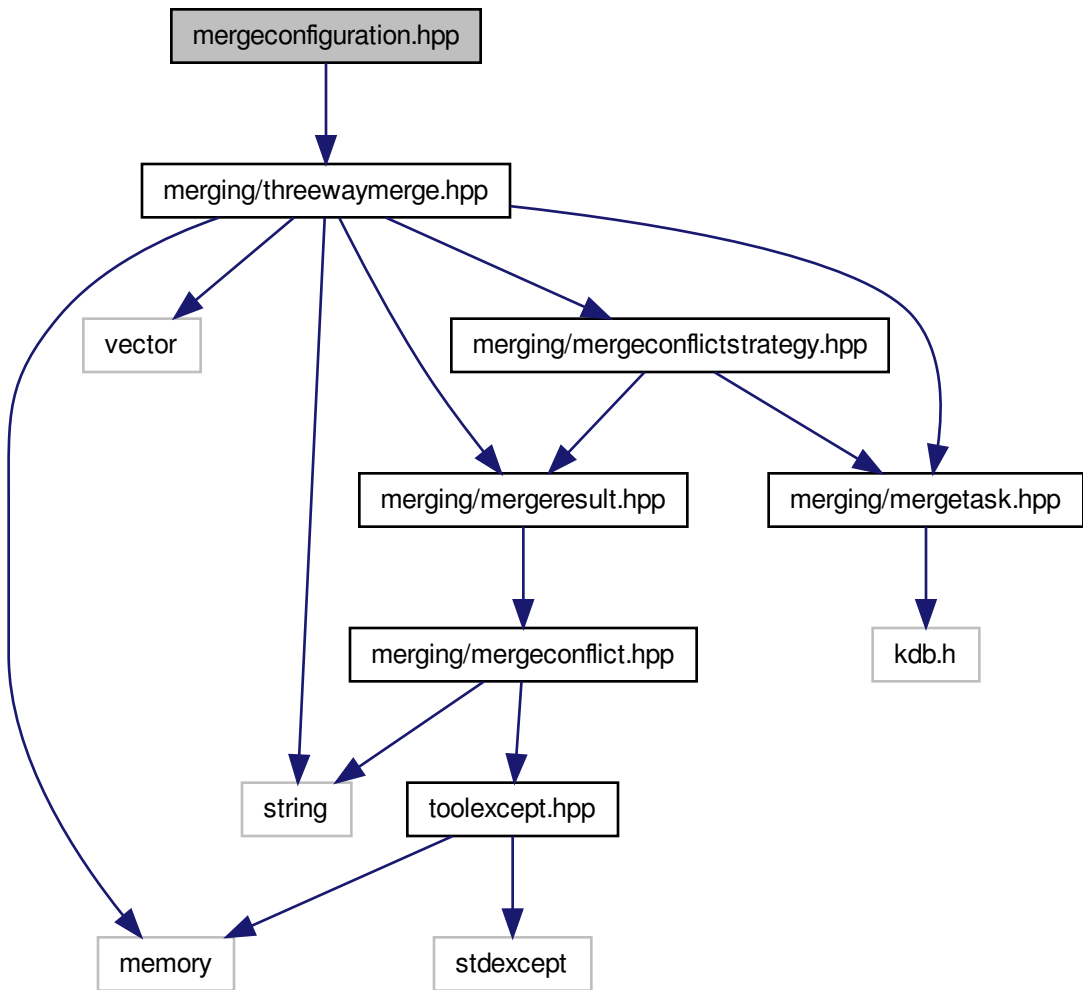 mergeconfiguration.hpp
merging/threewaymerge.hpp
vector
merging/mergeconflictstrategy.hpp
merging/mergeresult.hpp
merging/mergetask.hpp
merging/mergeconflict.hpp
kdb.h
string
toolexcept.hpp
memory
stdexcept